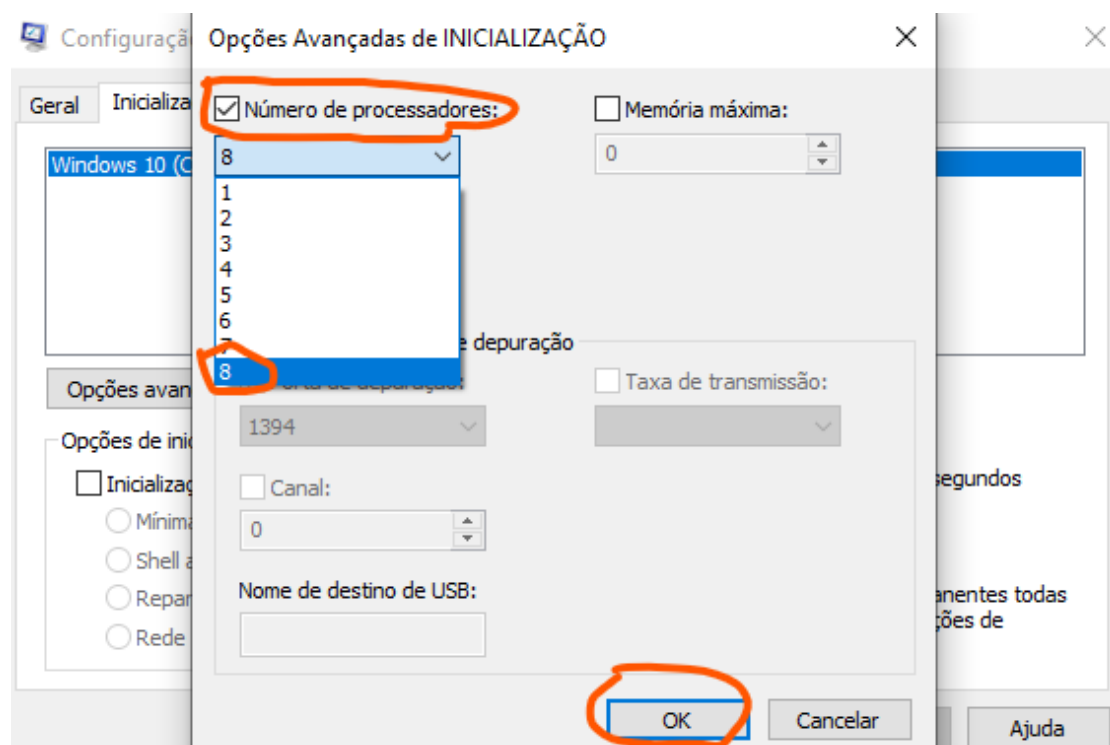 Configuraçã
Opções Avançadas de INICIALIZAÇÃO
Geral
Inicializa
Número de processadores:
Memória máxima:
8
0
Windows 10 (C
1
2
3
4
5
6
7
8
e depuração
Opções avan
depuração:
Taxa de transmissão:
1394
Opções de inic
Inicializaç
Canal:
segundos
Mínima
0
Shell a
Repar
Nome de destino de USB:
anentes todas
ções de
Rede
OK
Cancelar
Ajuda